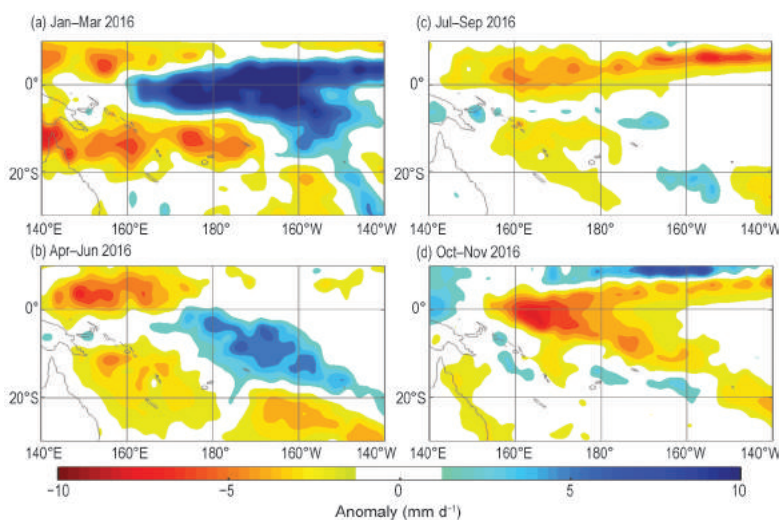 (a) Jan–Mar 2016
(c) Jul–Sep 2016
0°
0°
20°S
20°S
140°E 160°E 180° 160°W 140°W
140°E 160°E 180° 160°W 140°W
(b) Apr–Jun 2016
(d) Oct–Nov 2016
0°
0°
20°S
20°S
140°E 160°E 180° 160°W 140°W
140°E 160°E 180° 160°W 140°W
−10 −5 0 5 10
Anomaly (mm d⁻¹)